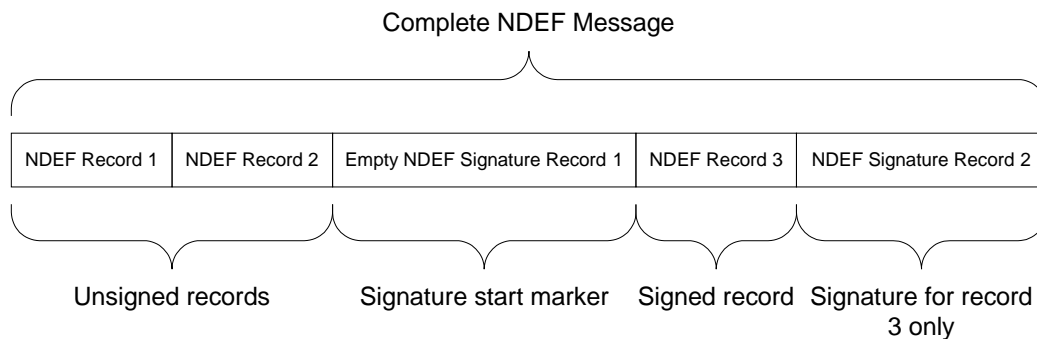 Complete NDEF Message
NDEF Record 1
NDEF Record 2
Empty NDEF Signature Record 1
NDEF Record 3
NDEF Signature Record 2
Unsigned records
Signature start marker
Signed record
Signature for record
3 only